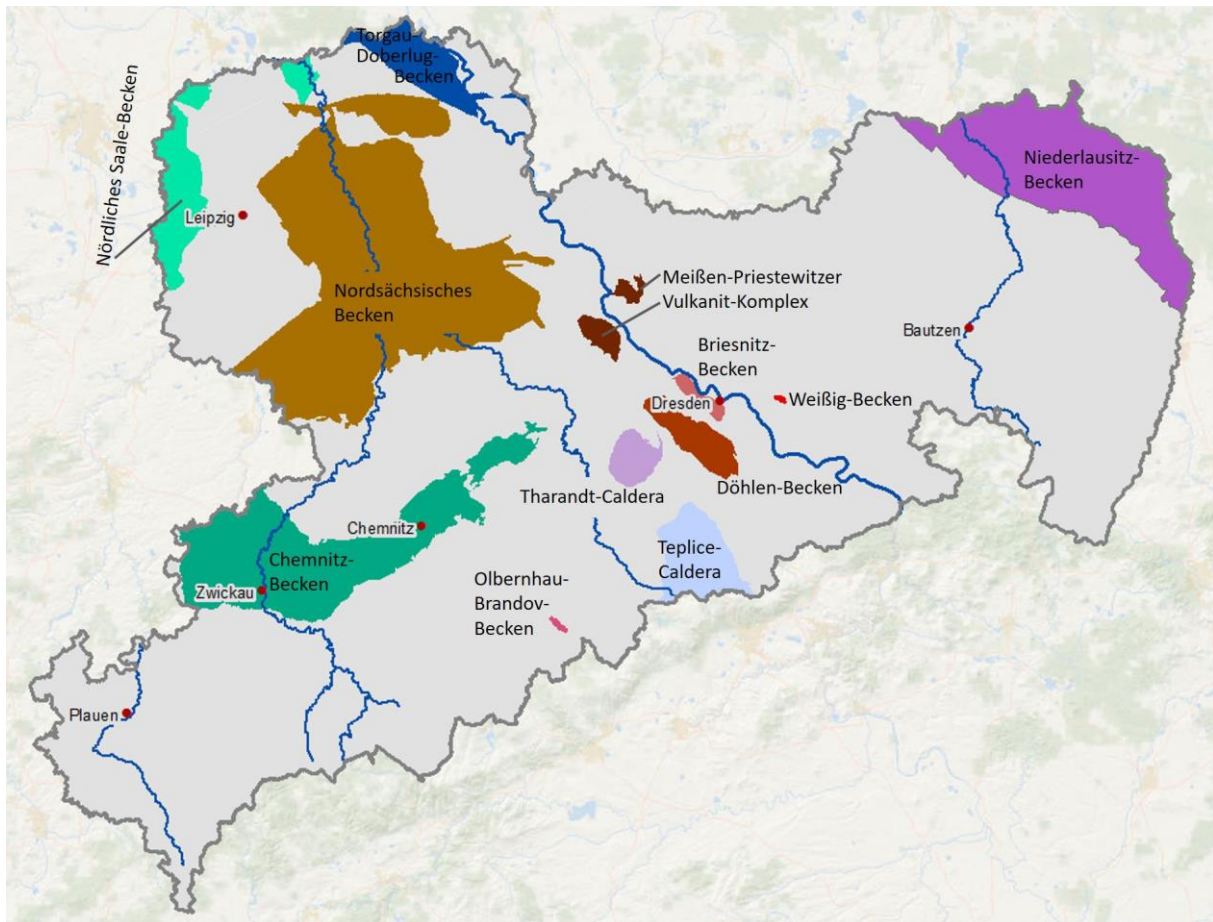 Torgau-
Doberlug-
Becken
Nördliches Saale-Becken
Leipzig
Niederlausitz-
Becken
Nordsächsisches
Becken
Meißen-Priestewitzer
Vulkanit-Komplex
Bautzen
Briesnitz-
Becken
Dresden
Weißig-Becken
Döhlen-Becken
Tharandt-Caldera
Chemnitz
Teplice-
Caldera
Chemnitz-
Becken
Zwickau
Olbernhau-
Brandov-
Becken
Plauen